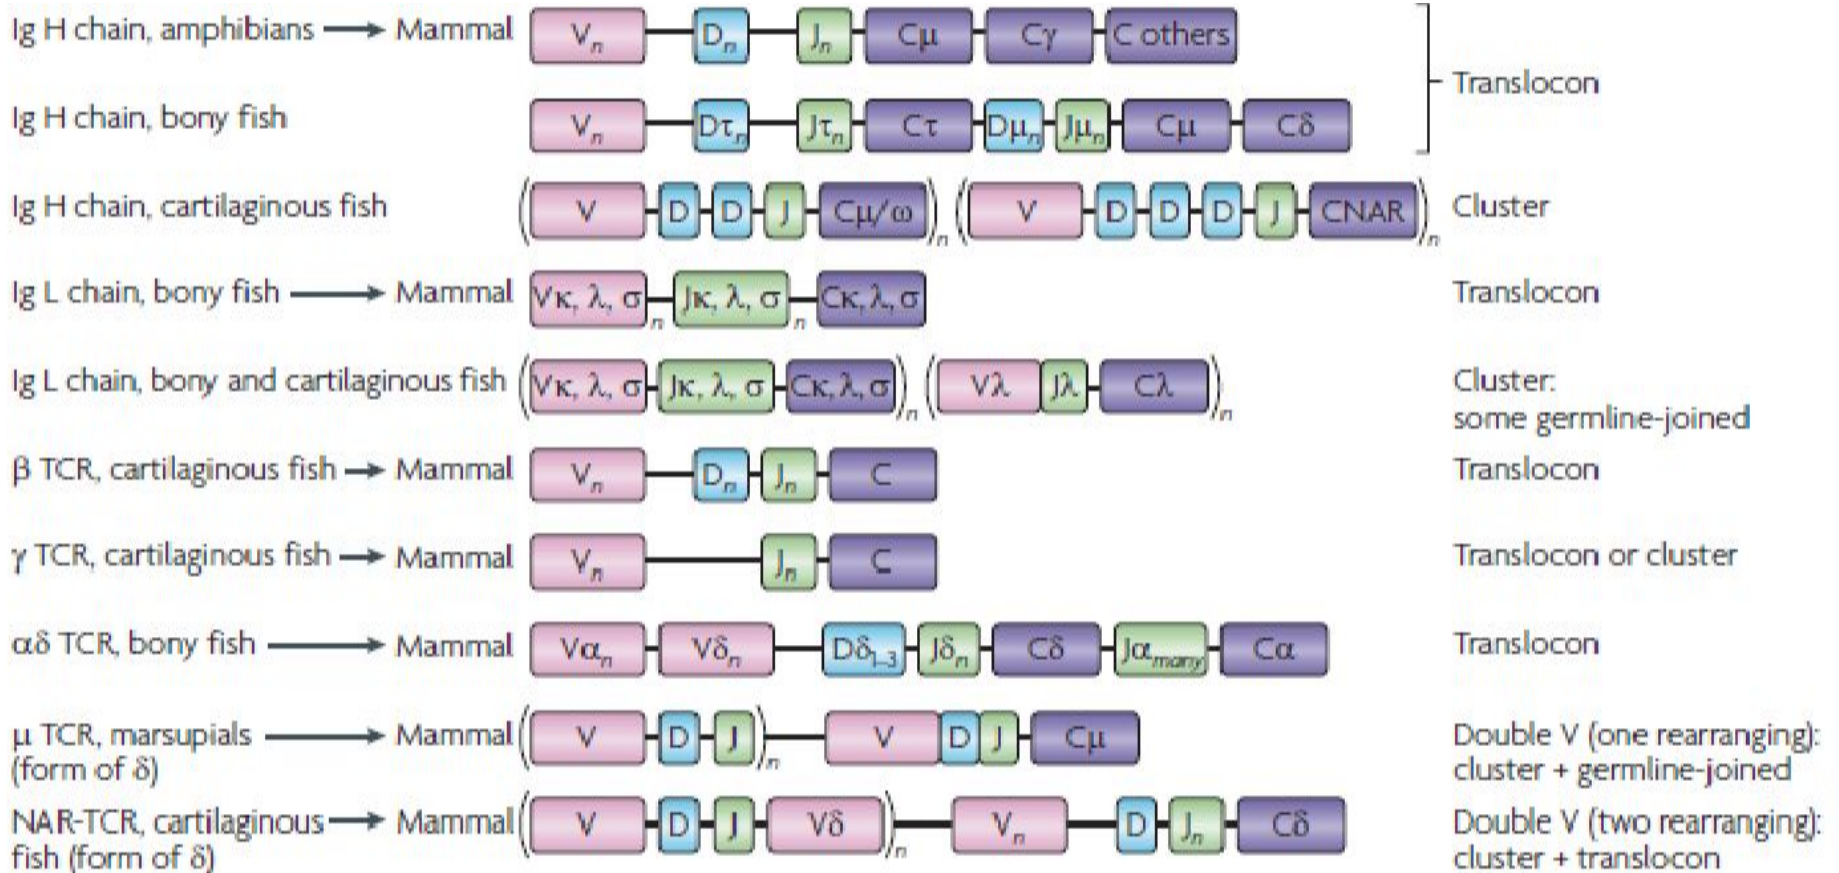 Ig H chain, amphibians → Mammal Vn Dn Jn Cμ Cγ C others
Translocon
Ig H chain, bony fish Vn Dτn Jτn Cτ Dμn Jμn Cμ Cδ
Ig H chain, cartilaginous fish (V D D J Cμ/ω)n (V D D D J CNAR)n Cluster
Ig L chain, bony fish → Mammal Vκ, λ, σ n Jκ, λ, σ n Cκ, λ, σ Translocon
Ig L chain, bony and cartilaginous fish (Vκ, λ, σ Jκ, λ, σ Cκ, λ, σ)n (Vλ Jλ Cλ)n Cluster:
some germline-joined
β TCR, cartilaginous fish → Mammal Vn Dn Jn C Translocon
γ TCR, cartilaginous fish → Mammal Vn Jn C Translocon or cluster
αδ TCR, bony fish → Mammal Vαn Vδn Dδ1–3 Jδn Cδ Jαmany Cα Translocon
μ TCR, marsupials → Mammal (V D J)n V D J Cμ Double V (one rearranging):
(form of δ) cluster + germline-joined
NAR-TCR, cartilaginous → Mammal (V D J Vδ)n Vn D Jn Cδ Double V (two rearranging):
fish (form of δ) cluster + translocon